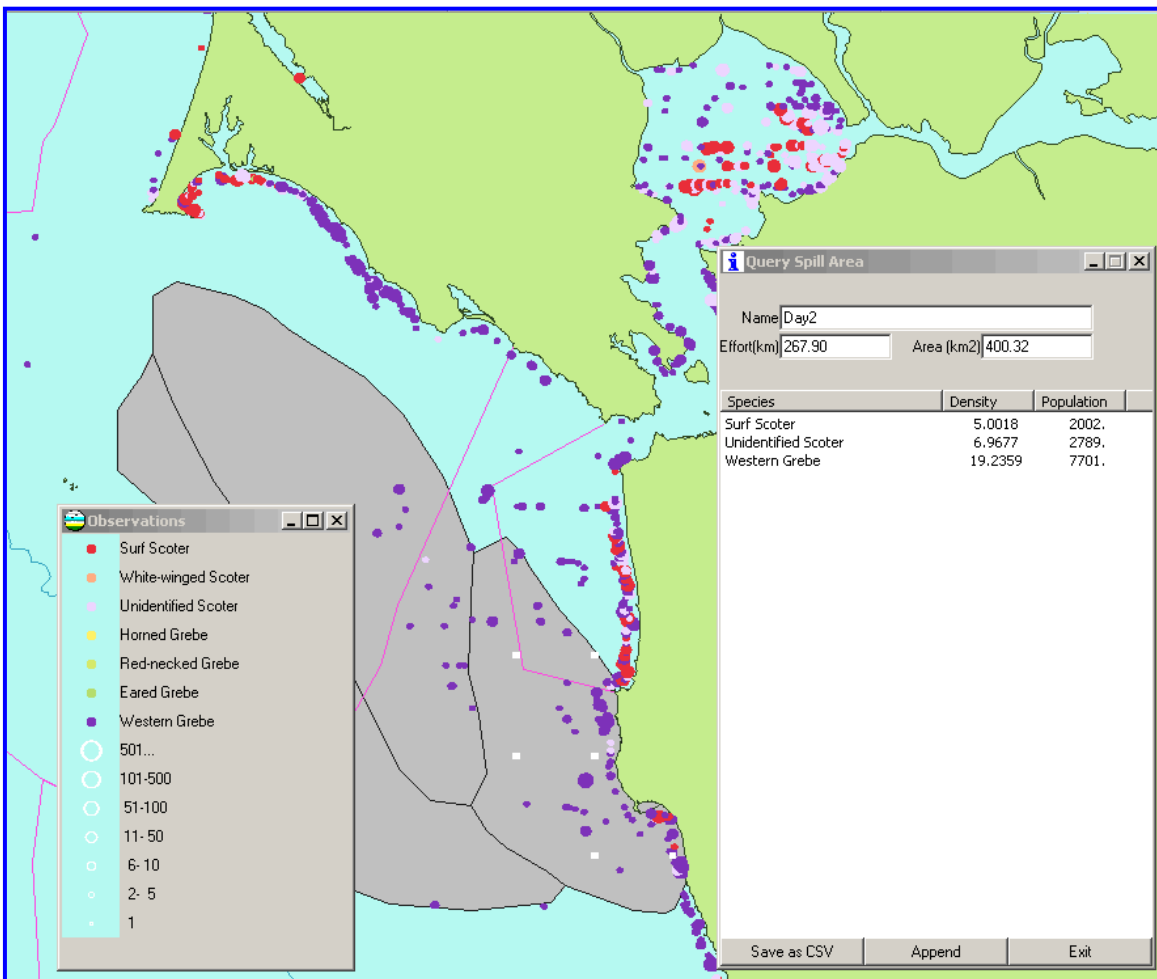 Query Spill Area
Name Day2
Effort(km) 267.90 Area (km2) 400.32
Species Density Population
Surf Scoter 5.0018 2002.
Unidentified Scoter 6.9677 2789.
Western Grebe 19.2359 7701.
Save as CSV Append Exit
Observations
Surf Scoter
White-winged Scoter
Unidentified Scoter
Horned Grebe
Red-necked Grebe
Eared Grebe
Western Grebe
501...
101-500
51-100
11- 50
6- 10
2- 5
1